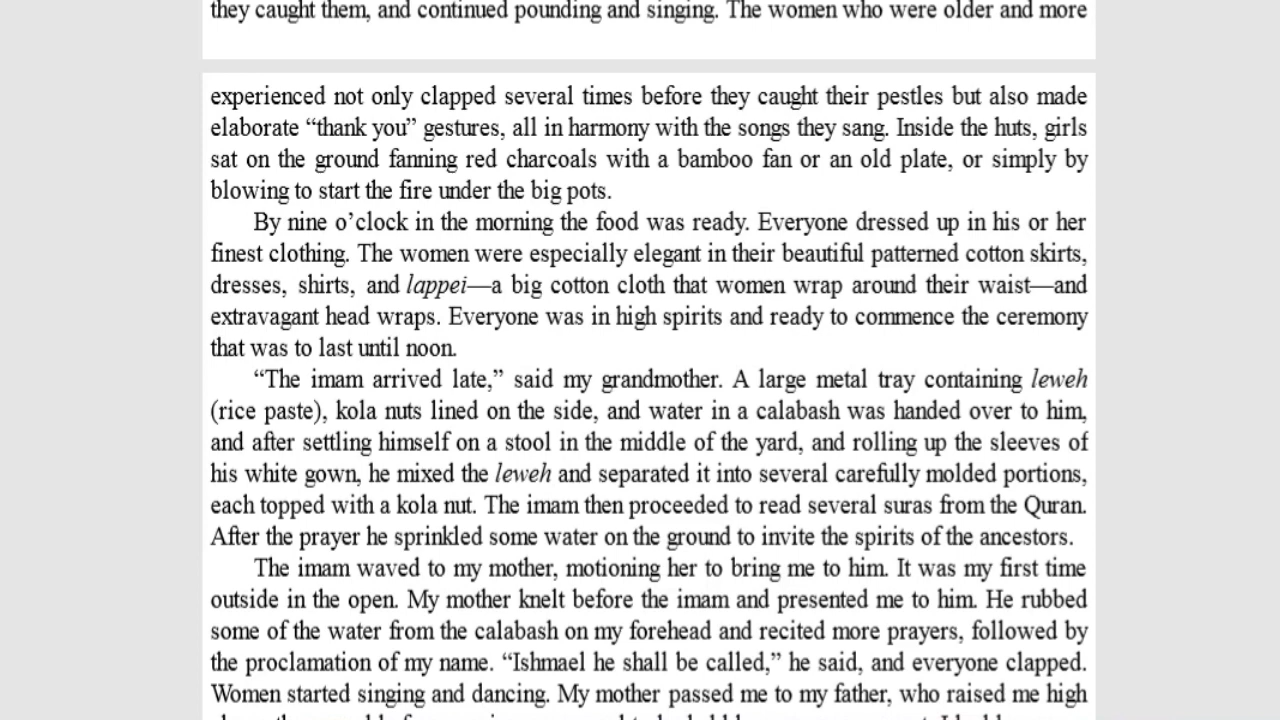 they caught them, and continued pounding and singing. The women who were older and more
experienced not only clapped several times before they caught their pestles but also made
elaborate “thank you” gestures, all in harmony with the songs they sang. Inside the huts, girls
sat on the ground fanning red charcoals with a bamboo fan or an old plate, or simply by
blowing to start the fire under the big pots.
By nine o’clock in the morning the food was ready. Everyone dressed up in his or her
finest clothing. The women were especially elegant in their beautiful patterned cotton skirts,
dresses, shirts, and lappei—a big cotton cloth that women wrap around their waist—and
extravagant head wraps. Everyone was in high spirits and ready to commence the ceremony
that was to last until noon.
“The imam arrived late,” said my grandmother. A large metal tray containing leweh
(rice paste), kola nuts lined on the side, and water in a calabash was handed over to him,
and after settling himself on a stool in the middle of the yard, and rolling up the sleeves of
his white gown, he mixed the leweh and separated it into several carefully molded portions,
each topped with a kola nut. The imam then proceeded to read several suras from the Quran.
After the prayer he sprinkled some water on the ground to invite the spirits of the ancestors.
The imam waved to my mother, motioning her to bring me to him. It was my first time
outside in the open. My mother knelt before the imam and presented me to him. He rubbed
some of the water from the calabash on my forehead and recited more prayers, followed by
the proclamation of my name. “Ishmael he shall be called,” he said, and everyone clapped.
Women started singing and dancing. My mother passed me to my father, who raised me high